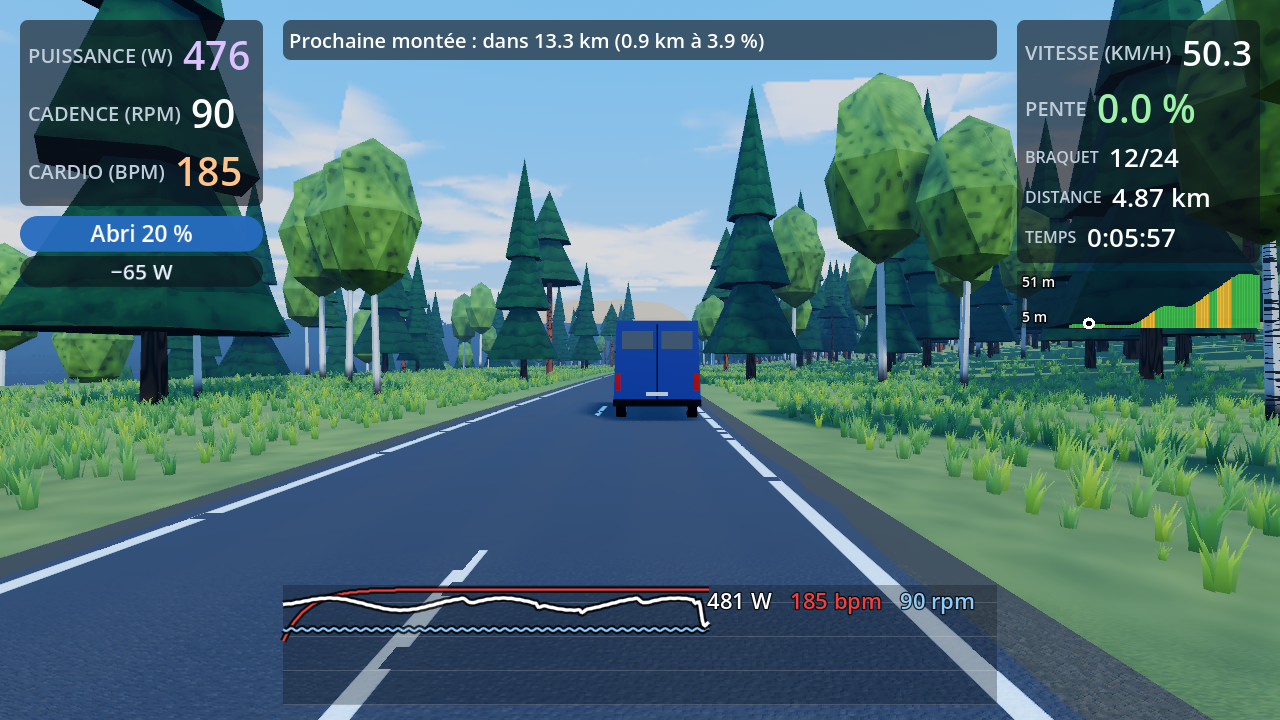 PUISSANCE (W) 476
CADENCE (RPM) 90
CARDIO (BPM) 185
Abri 20 %
−65 W
Prochaine montée : dans 13.3 km (0.9 km à 3.9 %)
VITESSE (KM/H) 50.3
PENTE 0.0 %
BRAQUET 12/24
DISTANCE 4.87 km
TEMPS 0:05:57
51 m
5 m
481 W 185 bpm 90 rpm